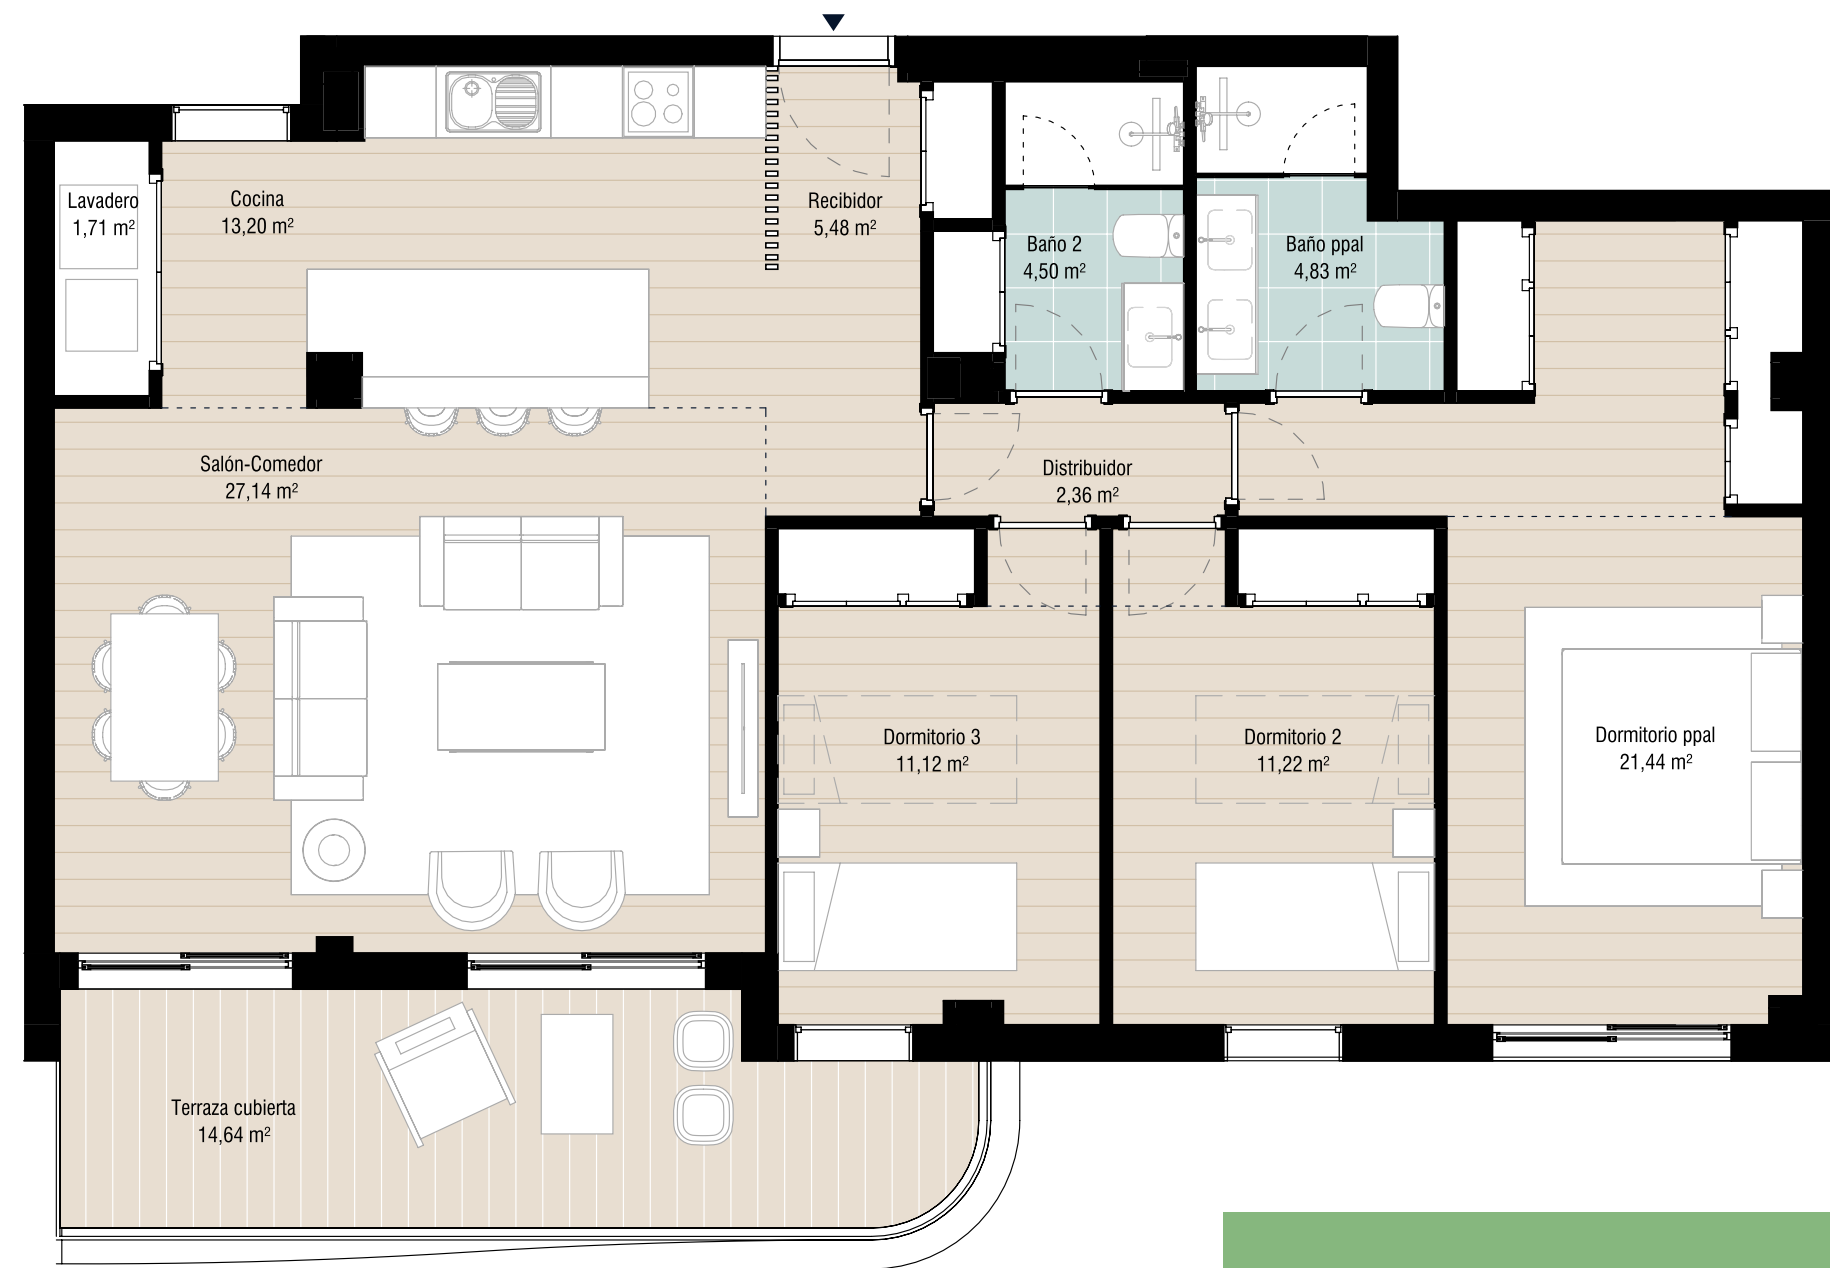 Lavadero
1,71 m²
Cocina
13,20 m²
Recibidor
5,48 m²
Baño 2
4,50 m²
Baño ppal
4,83 m²
Salón-Comedor
27,14 m²
Distribuidor
2,36 m²
Dormitorio 3
11,12 m²
Dormitorio 2
11,22 m²
Dormitorio ppal
21,44 m²
Terraza cubierta
14,64 m²